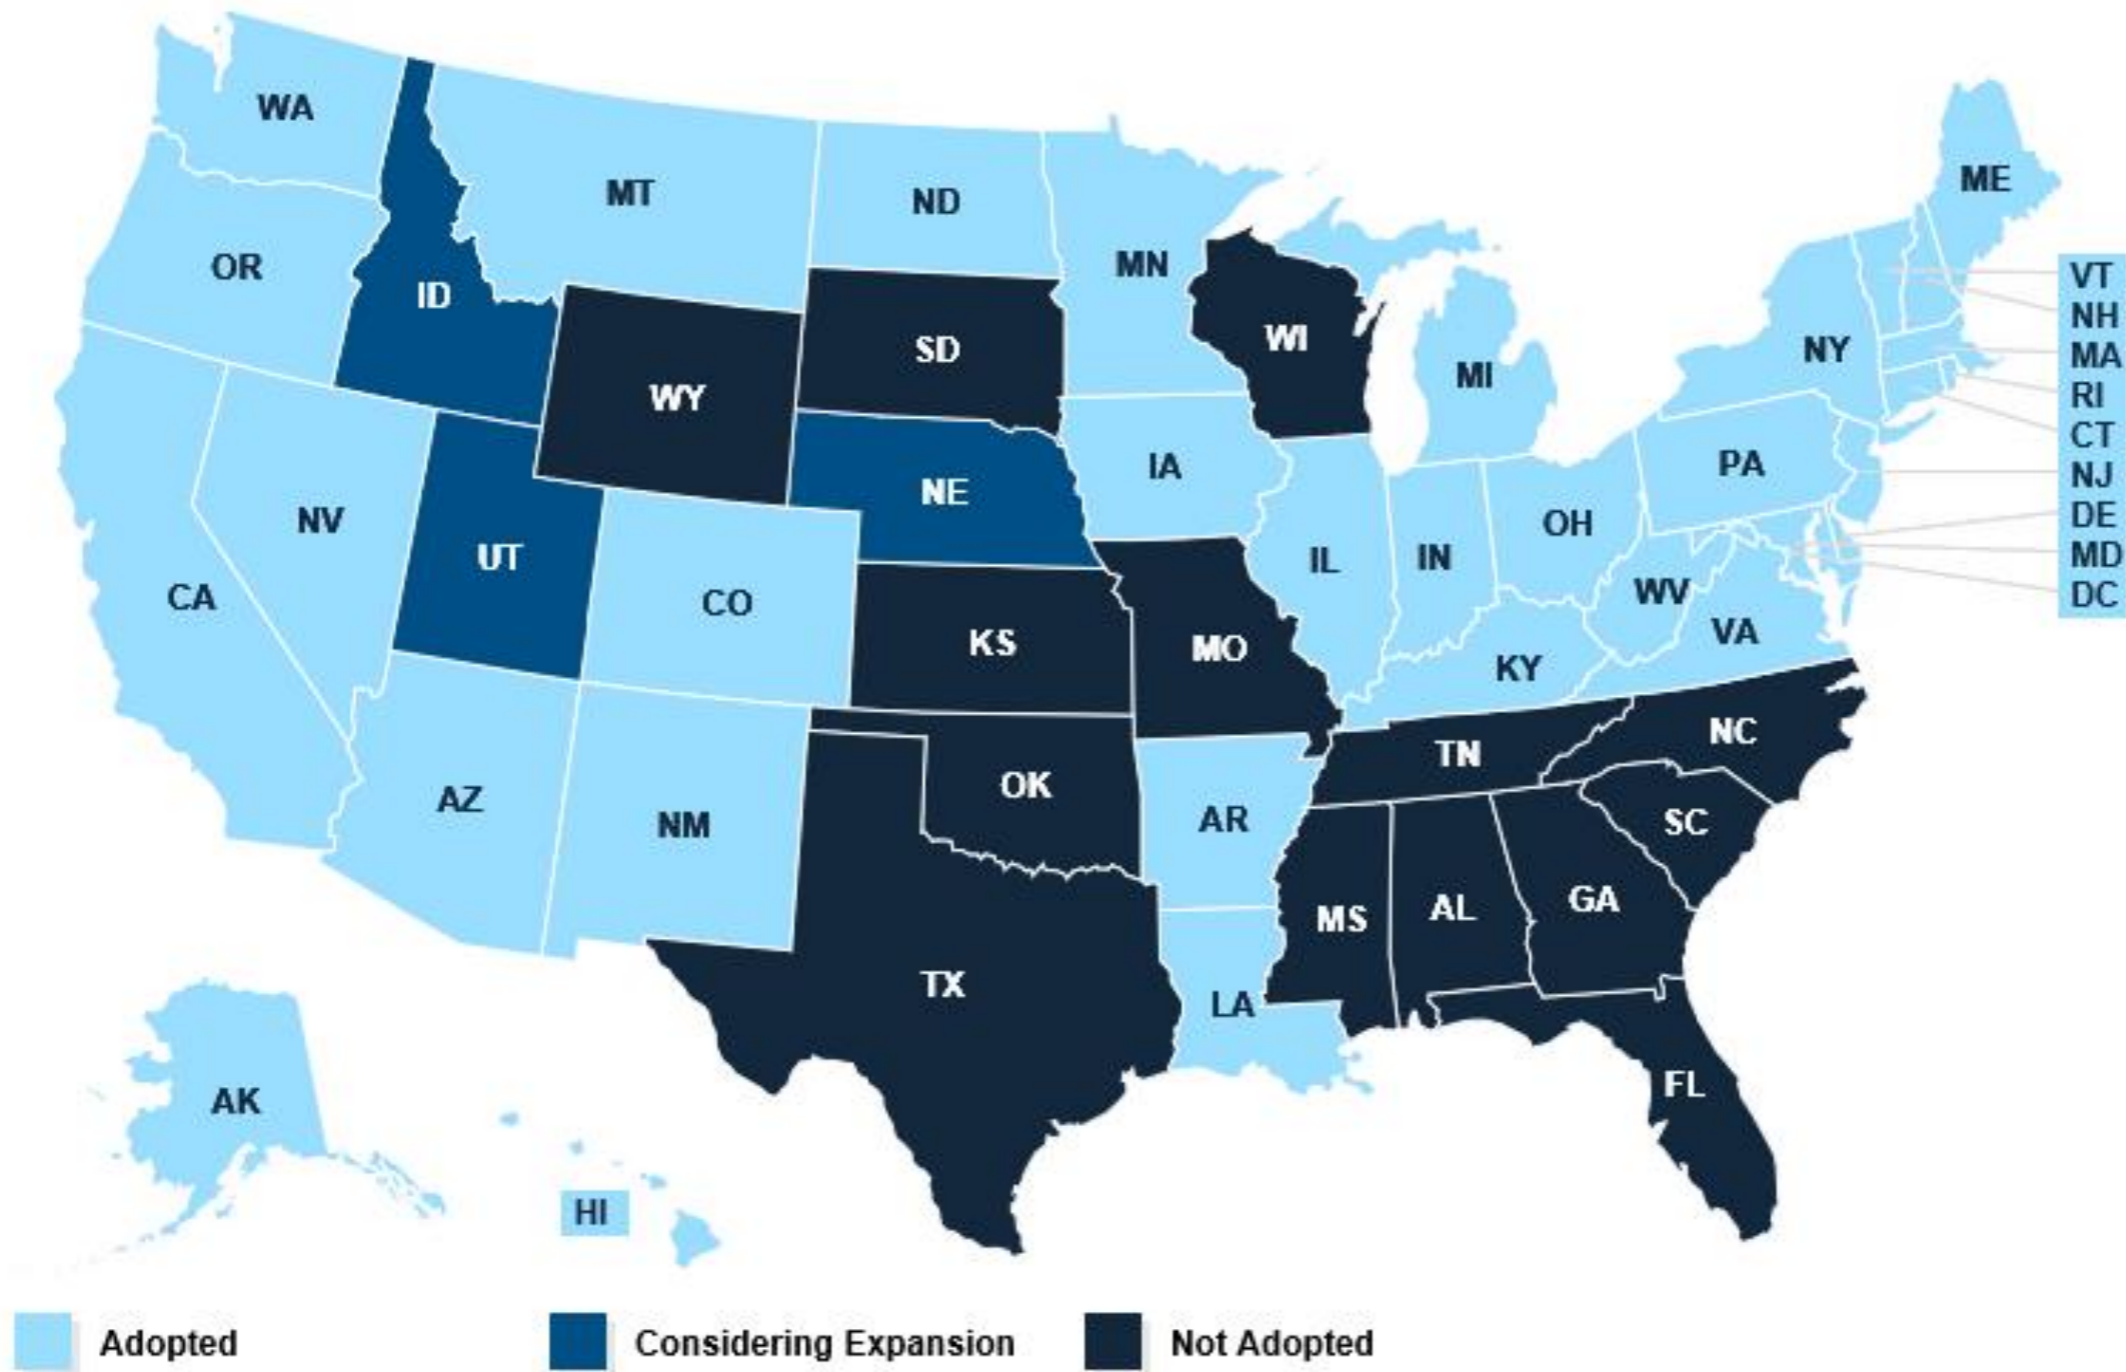 WA
ME
MT
ND
OR
MN
VT
ID
NH
WI
NY
MA
SD
MI
RI
WY
CT
IA
PA
NJ
NE
NV
OH
DE
UT
IL
IN
MD
CA
CO
WV
DC
KS
MO
VA
KY
NC
TN
OK
AZ
NM
AR
SC
GA
MS
AL
TX
LA
FL
AK
HI
Adopted
Considering Expansion
Not Adopted